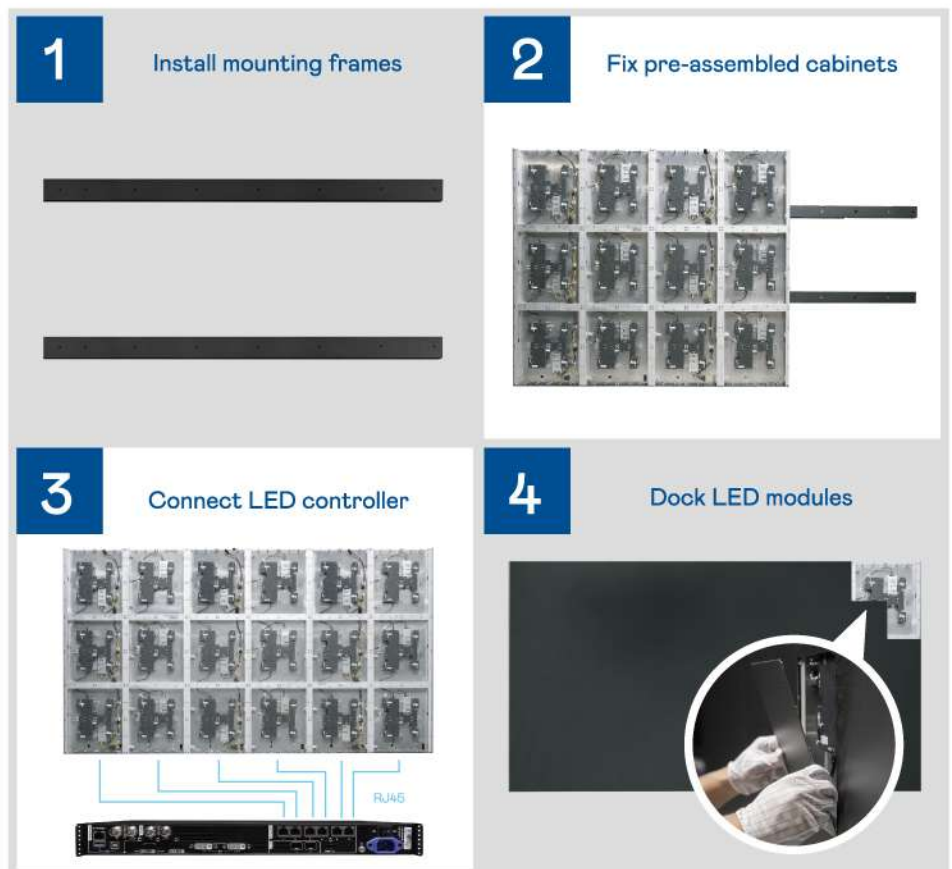 1
Install mounting frames
2
Fix pre-assembled cabinets
3
Connect LED controller
RJ45
4
Dock LED modules